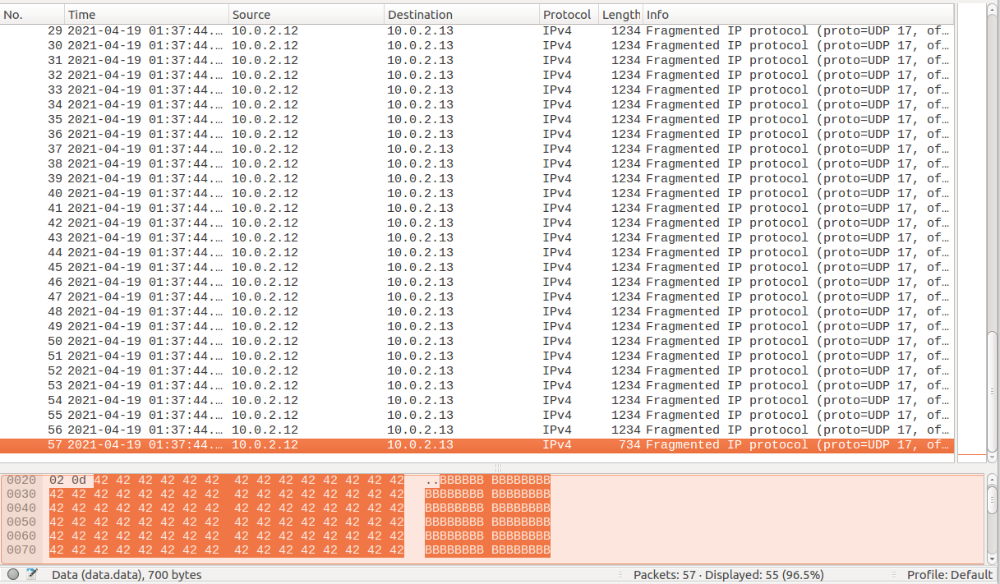 No. Time Source Destination Protocol Length Info
29 2021-04-19 01:37:44.… 10.0.2.12 10.0.2.13 IPv4 1234 Fragmented IP protocol (proto=UDP 17, of…
30 2021-04-19 01:37:44.… 10.0.2.12 10.0.2.13 IPv4 1234 Fragmented IP protocol (proto=UDP 17, of…
31 2021-04-19 01:37:44.… 10.0.2.12 10.0.2.13 IPv4 1234 Fragmented IP protocol (proto=UDP 17, of…
32 2021-04-19 01:37:44.… 10.0.2.12 10.0.2.13 IPv4 1234 Fragmented IP protocol (proto=UDP 17, of…
33 2021-04-19 01:37:44.… 10.0.2.12 10.0.2.13 IPv4 1234 Fragmented IP protocol (proto=UDP 17, of…
34 2021-04-19 01:37:44.… 10.0.2.12 10.0.2.13 IPv4 1234 Fragmented IP protocol (proto=UDP 17, of…
35 2021-04-19 01:37:44.… 10.0.2.12 10.0.2.13 IPv4 1234 Fragmented IP protocol (proto=UDP 17, of…
36 2021-04-19 01:37:44.… 10.0.2.12 10.0.2.13 IPv4 1234 Fragmented IP protocol (proto=UDP 17, of…
37 2021-04-19 01:37:44.… 10.0.2.12 10.0.2.13 IPv4 1234 Fragmented IP protocol (proto=UDP 17, of…
38 2021-04-19 01:37:44.… 10.0.2.12 10.0.2.13 IPv4 1234 Fragmented IP protocol (proto=UDP 17, of…
39 2021-04-19 01:37:44.… 10.0.2.12 10.0.2.13 IPv4 1234 Fragmented IP protocol (proto=UDP 17, of…
40 2021-04-19 01:37:44.… 10.0.2.12 10.0.2.13 IPv4 1234 Fragmented IP protocol (proto=UDP 17, of…
41 2021-04-19 01:37:44.… 10.0.2.12 10.0.2.13 IPv4 1234 Fragmented IP protocol (proto=UDP 17, of…
42 2021-04-19 01:37:44.… 10.0.2.12 10.0.2.13 IPv4 1234 Fragmented IP protocol (proto=UDP 17, of…
43 2021-04-19 01:37:44.… 10.0.2.12 10.0.2.13 IPv4 1234 Fragmented IP protocol (proto=UDP 17, of…
44 2021-04-19 01:37:44.… 10.0.2.12 10.0.2.13 IPv4 1234 Fragmented IP protocol (proto=UDP 17, of…
45 2021-04-19 01:37:44.… 10.0.2.12 10.0.2.13 IPv4 1234 Fragmented IP protocol (proto=UDP 17, of…
46 2021-04-19 01:37:44.… 10.0.2.12 10.0.2.13 IPv4 1234 Fragmented IP protocol (proto=UDP 17, of…
47 2021-04-19 01:37:44.… 10.0.2.12 10.0.2.13 IPv4 1234 Fragmented IP protocol (proto=UDP 17, of…
48 2021-04-19 01:37:44.… 10.0.2.12 10.0.2.13 IPv4 1234 Fragmented IP protocol (proto=UDP 17, of…
49 2021-04-19 01:37:44.… 10.0.2.12 10.0.2.13 IPv4 1234 Fragmented IP protocol (proto=UDP 17, of…
50 2021-04-19 01:37:44.… 10.0.2.12 10.0.2.13 IPv4 1234 Fragmented IP protocol (proto=UDP 17, of…
51 2021-04-19 01:37:44.… 10.0.2.12 10.0.2.13 IPv4 1234 Fragmented IP protocol (proto=UDP 17, of…
52 2021-04-19 01:37:44.… 10.0.2.12 10.0.2.13 IPv4 1234 Fragmented IP protocol (proto=UDP 17, of…
53 2021-04-19 01:37:44.… 10.0.2.12 10.0.2.13 IPv4 1234 Fragmented IP protocol (proto=UDP 17, of…
54 2021-04-19 01:37:44.… 10.0.2.12 10.0.2.13 IPv4 1234 Fragmented IP protocol (proto=UDP 17, of…
55 2021-04-19 01:37:44.… 10.0.2.12 10.0.2.13 IPv4 1234 Fragmented IP protocol (proto=UDP 17, of…
56 2021-04-19 01:37:44.… 10.0.2.12 10.0.2.13 IPv4 1234 Fragmented IP protocol (proto=UDP 17, of…
57 2021-04-19 01:37:44.… 10.0.2.12 10.0.2.13 IPv4 734 Fragmented IP protocol (proto=UDP 17, of…
0020 02 0d 42 42 42 42 42 42 42 42 42 42 42 42 42 42 ..BBBBBB BBBBBBBB
0030 42 42 42 42 42 42 42 42 42 42 42 42 42 42 42 42 BBBBBBBB BBBBBBBB
0040 42 42 42 42 42 42 42 42 42 42 42 42 42 42 42 42 BBBBBBBB BBBBBBBB
0050 42 42 42 42 42 42 42 42 42 42 42 42 42 42 42 42 BBBBBBBB BBBBBBBB
0060 42 42 42 42 42 42 42 42 42 42 42 42 42 42 42 42 BBBBBBBB BBBBBBBB
0070 42 42 42 42 42 42 42 42 42 42 42 42 42 42 42 42 BBBBBBBB BBBBBBBB
Data (data.data), 700 bytes Packets: 57 · Displayed: 55 (96.5%) Profile: Default